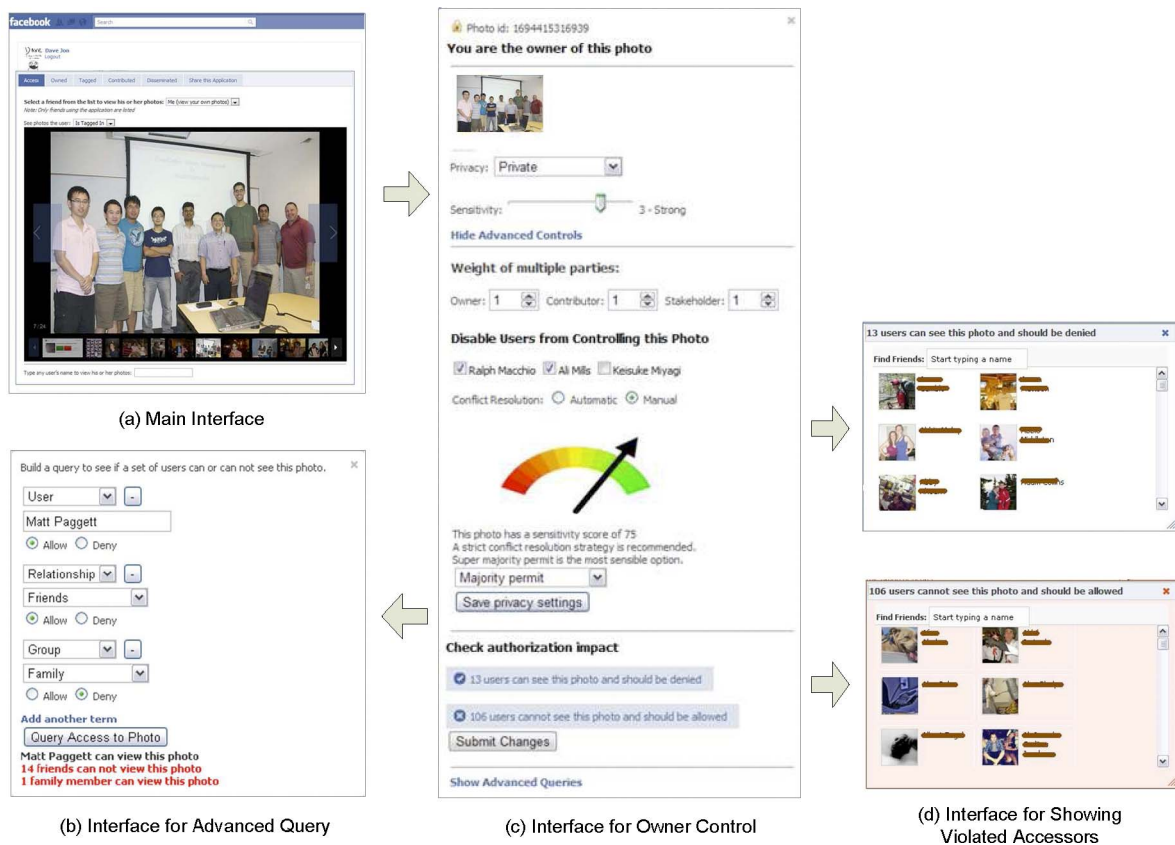 facebook
Search
Dave Jon
Logout
Access Owned Tagged Contributed Disseminated Share this Application
Select a friend from the list to view his or her photos: Me (view your own photos)
Note: Only friends using the application are listed
See photos the user: Is Tagged In
7 / 24
Type any user's name to view his or her photos:
(a) Main Interface
Build a query to see if a set of users can or can not see this photo.
User -
Matt Paggett
Allow Deny
Relationship -
Friends
Allow Deny
Group -
Family
Allow Deny
Add another term
Query Access to Photo
Matt Paggett can view this photo
14 friends can not view this photo
1 family member can view this photo
(b) Interface for Advanced Query
Photo id: 1694415316939
You are the owner of this photo
Privacy: Private
Sensitivity: 3 - Strong
Hide Advanced Controls
Weight of multiple parties:
Owner: 1 Contributor: 1 Stakeholder: 1
Disable Users from Controlling this Photo
Ralph Macchio Ali Mills Keisuke Miyagi
Conflict Resolution: Automatic Manual
This photo has a sensitivity score of 75
A strict conflict resolution strategy is recommended.
Super majority permit is the most sensible option.
Majority permit
Save privacy settings
Check authorization impact
13 users can see this photo and should be denied
106 users cannot see this photo and should be allowed
Submit Changes
Show Advanced Queries
(c) Interface for Owner Control
13 users can see this photo and should be denied
Find Friends: Start typing a name
106 users cannot see this photo and should be allowed
Find Friends: Start typing a name
(d) Interface for Showing
Violated Accessors